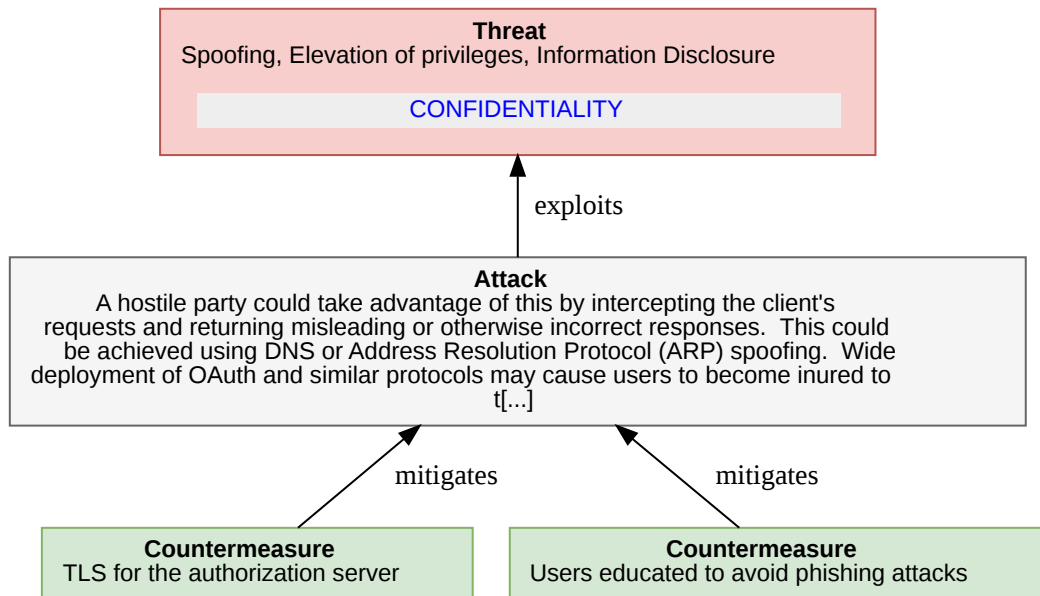 Threat
Spoofing, Elevation of privileges, Information Disclosure
CONFIDENTIALITY
exploits
Attack
A hostile party could take advantage of this by intercepting the client's
requests and returning misleading or otherwise incorrect responses.  This could
be achieved using DNS or Address Resolution Protocol (ARP) spoofing.  Wide
deployment of OAuth and similar protocols may cause users to become inured to
t[...]
mitigates
mitigates
Countermeasure
TLS for the authorization server
Countermeasure
Users educated to avoid phishing attacks